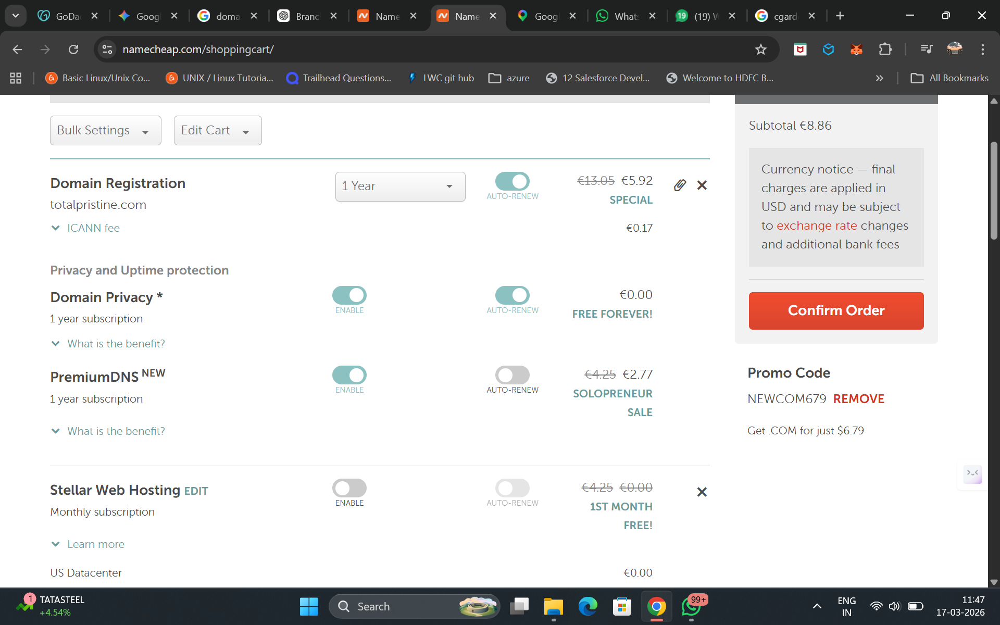 GoDa
Goog
doma
Branc
Name
Name
Goog
Whats
19
(19) W
cgard
namecheap.com/shoppingcart/
Basic Linux/Unix Co...
UNIX / Linux Tutoria...
Trailhead Questions...
LWC git hub
azure
12 Salesforce Devel...
Welcome to HDFC B...
All Bookmarks
Bulk Settings
Edit Cart
Domain Registration
totalpristine.com
1 Year
AUTO-RENEW
€13.05 €5.92
SPECIAL
ICANN fee
€0.17
Privacy and Uptime protection
Domain Privacy *
1 year subscription
ENABLE
AUTO-RENEW
€0.00
FREE FOREVER!
What is the benefit?
PremiumDNS NEW
1 year subscription
ENABLE
AUTO-RENEW
€4.25 €2.77
SOLOPRENEUR
SALE
What is the benefit?
Stellar Web Hosting EDIT
Monthly subscription
ENABLE
AUTO-RENEW
€4.25 €0.00
1ST MONTH
FREE!
Learn more
US Datacenter
€0.00
Subtotal €8.86
Currency notice — final
charges are applied in
USD and may be subject
to exchange rate changes
and additional bank fees
Confirm Order
Promo Code
NEWCOM679 REMOVE
Get .COM for just $6.79
1
TATASTEEL
+4.54%
Search
99+
ENG
IN
11:47
17-03-2026